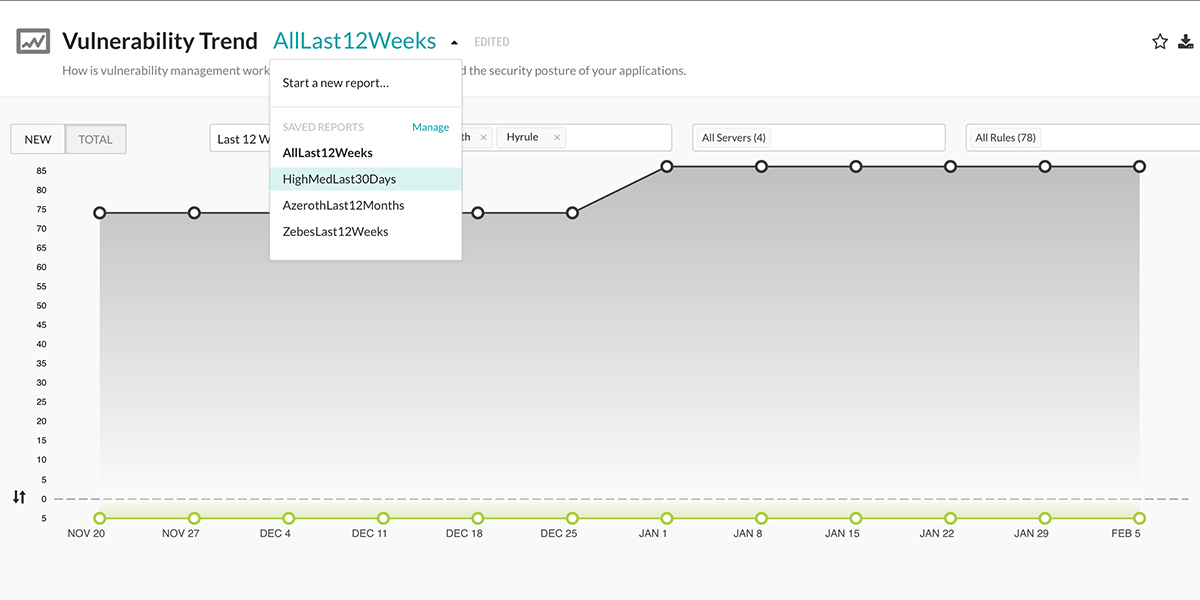 Vulnerability Trend AllLast12Weeks EDITED
How is vulnerability management work d the security posture of your applications.
Start a new report...
SAVED REPORTS Manage
AllLast12Weeks
HighMedLast30Days
AzerothLast12Months
ZebesLast12Weeks
NEW TOTAL Last 12 W th × Hyrule × All Servers (4) All Rules (78)
85
80
75
70
65
60
55
50
45
40
35
30
25
20
15
10
5
0
5
NOV 20 NOV 27 DEC 4 DEC 11 DEC 18 DEC 25 JAN 1 JAN 8 JAN 15 JAN 22 JAN 29 FEB 5